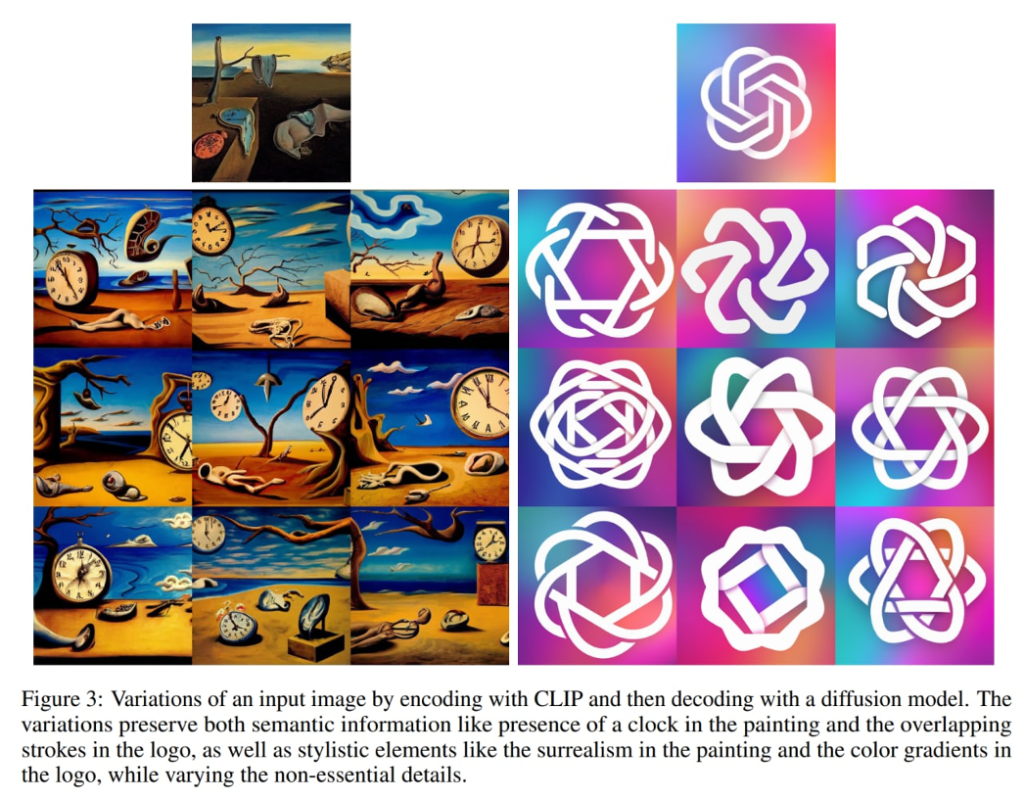 Figure 3: Variations of an input image by encoding with CLIP and then decoding with a diffusion model. The
variations preserve both semantic information like presence of a clock in the painting and the overlapping
strokes in the logo, as well as stylistic elements like the surrealism in the painting and the color gradients in
the logo, while varying the non-essential details.